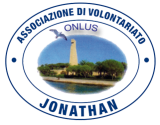 ASSOCIAZIONE DI VOLONTARIATO
ONLUS
JONATHAN